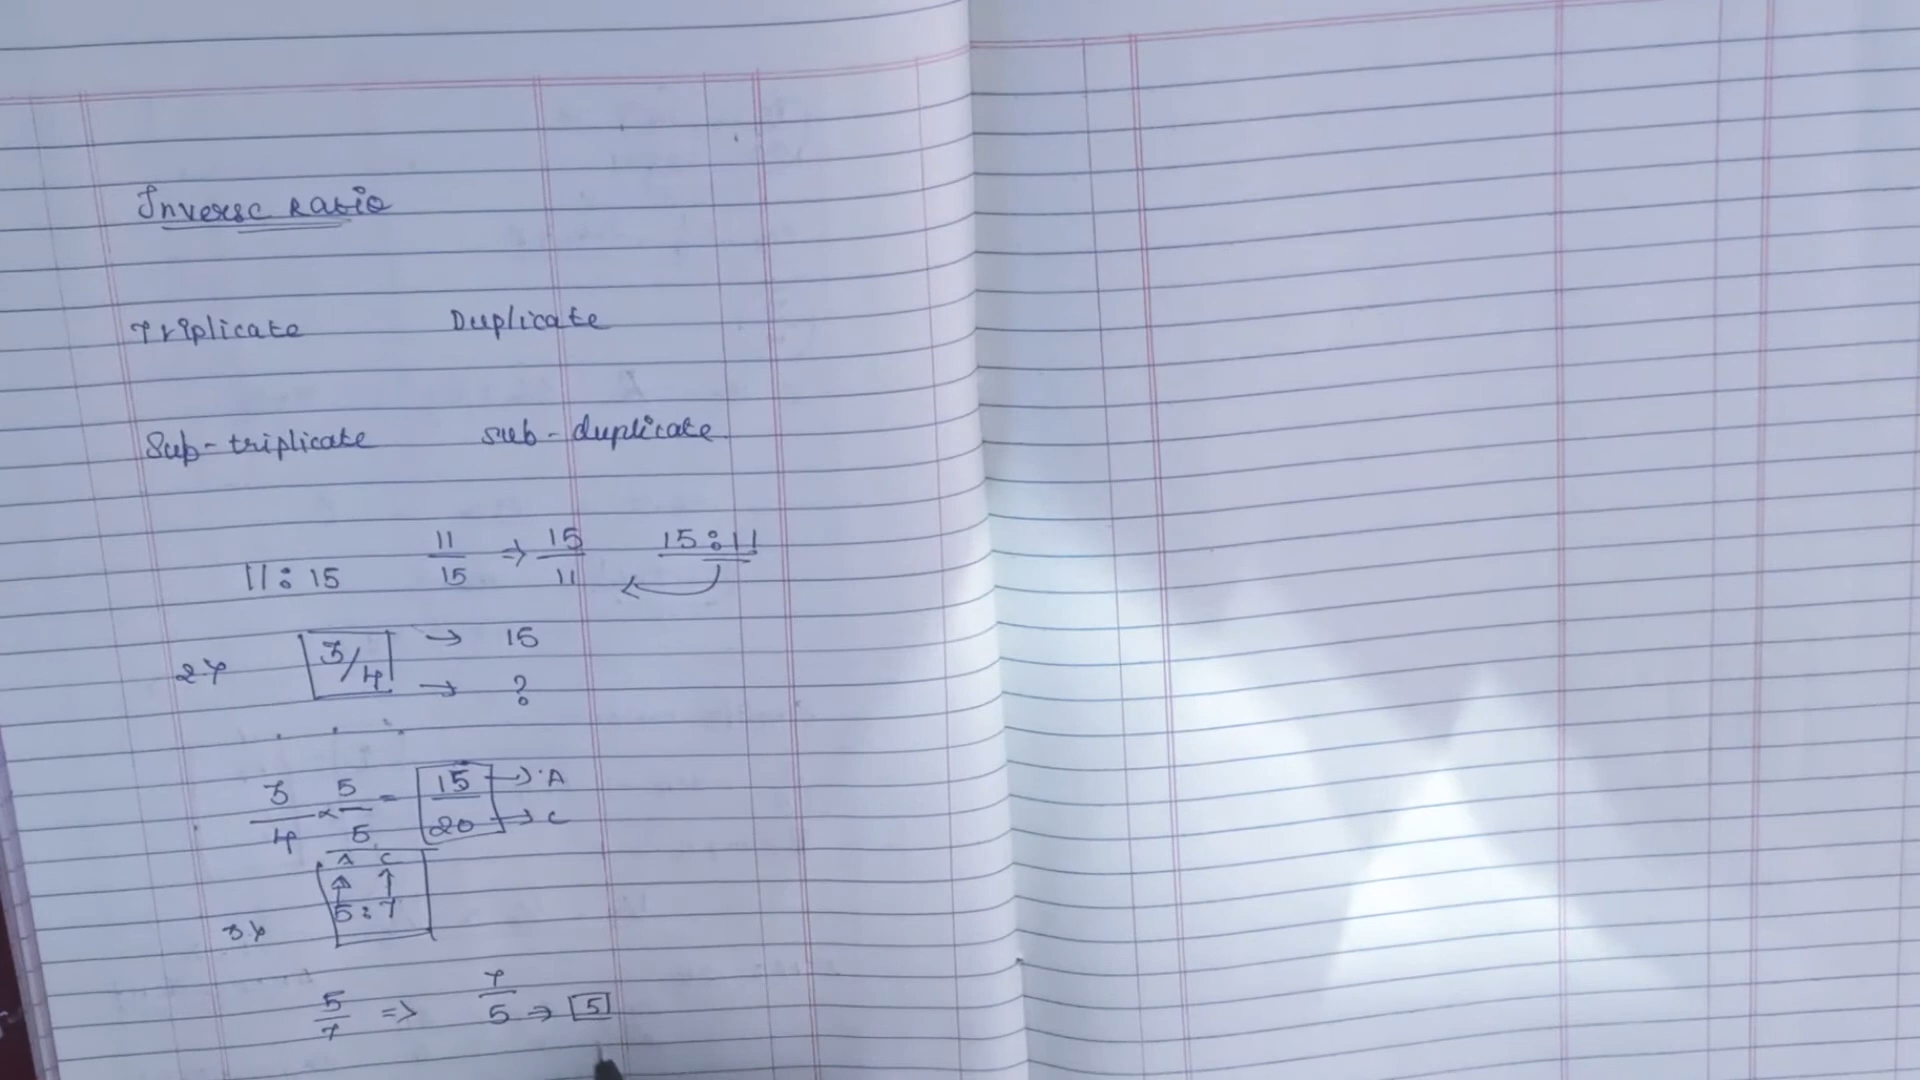 Inverse Ratio
Triplicate Duplicate
Sub-triplicate sub-duplicate
11:15 11/15 ⇒ 15/11 15:11
2) 3/4 → 15
→ ?
3/4 × 5/5 = 15/20 → A
→ C
A C
↑ ↑
3) 5:7
5/7 ⇒ 7/5 → 5